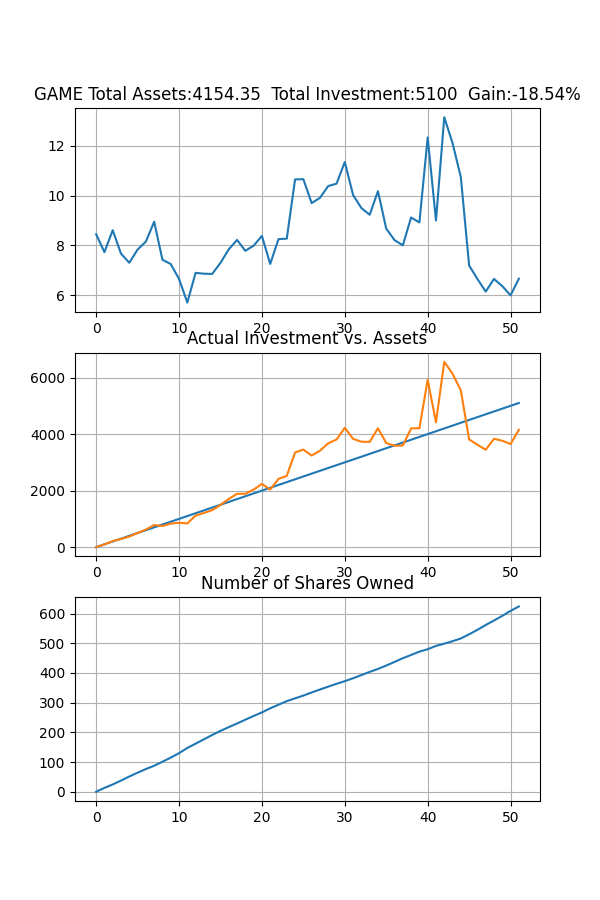 GAME Total Assets:4154.35  Total Investment:5100  Gain:-18.54%
12
10
8
6
0 10 20 30 40 50
Actual Investment vs. Assets
6000
4000
2000
0
0 10 20 30 40 50
Number of Shares Owned
600
500
400
300
200
100
0
0 10 20 30 40 50